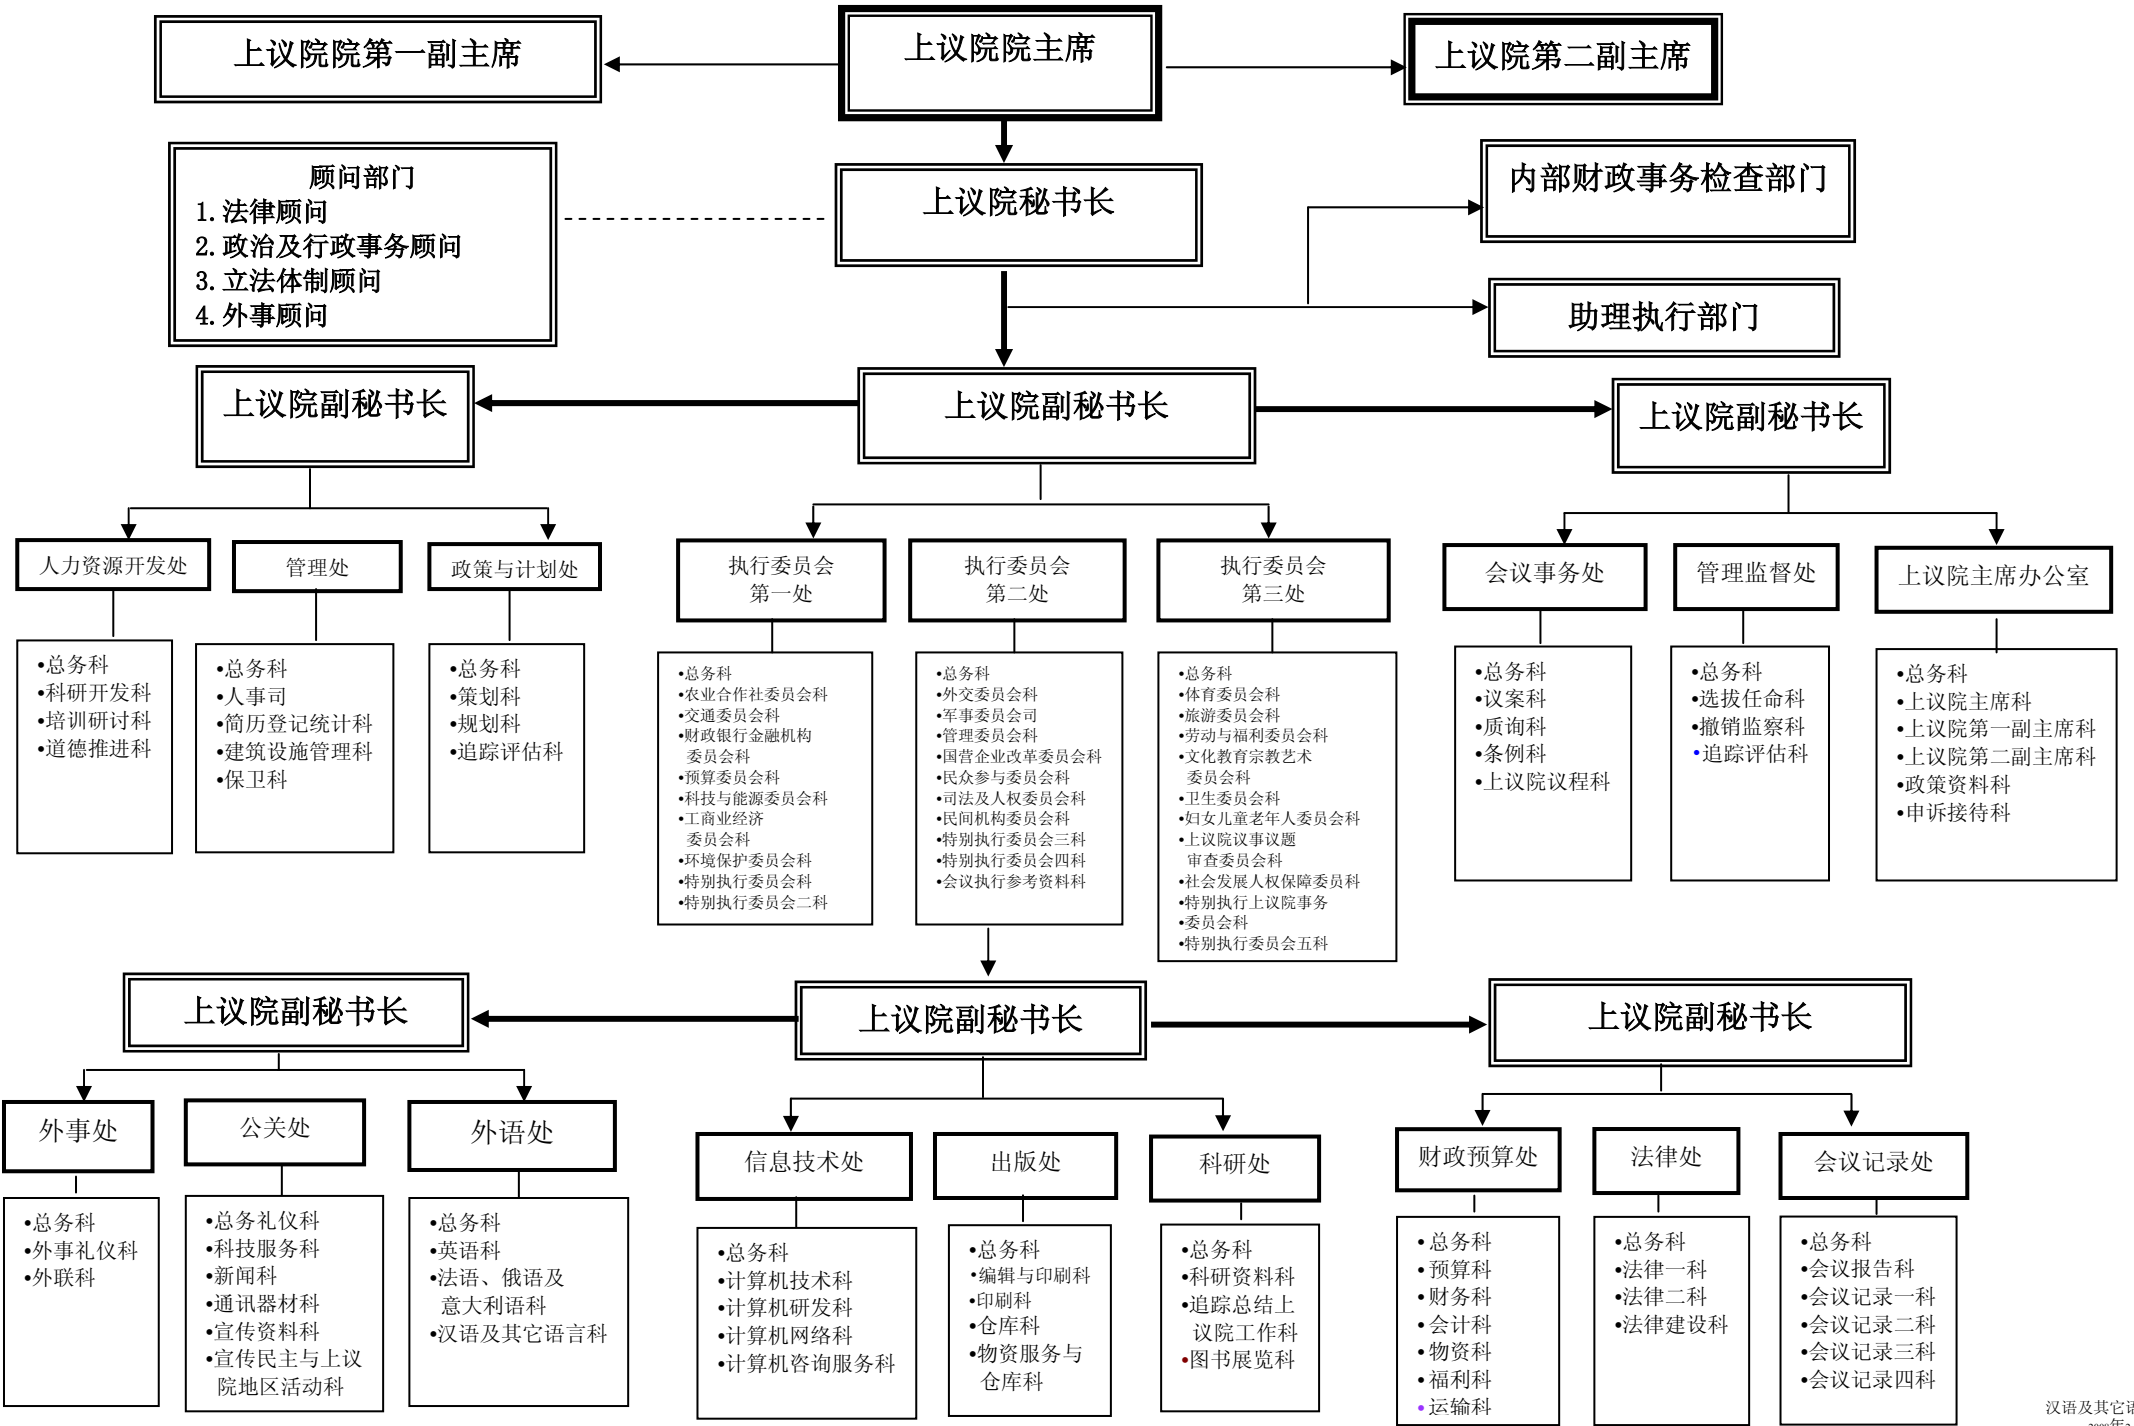 上议院院第一副主席
上议院院主席
上议院第二副主席
顾问部门
1.法律顾问
2.政治及行政事务顾问
3.立法体制顾问
4.外事顾问
上议院秘书长
内部财政事务检查部门
助理执行部门
上议院副秘书长
上议院副秘书长
上议院副秘书长
人力资源开发处
管理处
政策与计划处
执行委员会
第一处
执行委员会
第二处
执行委员会
第三处
会议事务处
管理监督处
上议院主席办公室
•总务科
•科研开发科
•培训研讨科
•道德推进科
•总务科
•人事司
•简历登记统计科
•建筑设施管理科
•保卫科
•总务科
•策划科
•规划科
•追踪评估科
•总务科
•农业合作社委员会科
•交通委员会科
•财政银行金融机构
委员会科
•预算委员会科
•科技与能源委员会科
•工商业经济
委员会科
•环境保护委员会科
•特别执行委员会科
•特别执行委员会二科
•总务科
•外交委员会科
•军事委员会司
•管理委员会科
•国营企业改革委员会科
•民众参与委员会科
•司法及人权委员会科
•民间机构委员会科
•特别执行委员会三科
•特别执行委员会四科
•会议执行参考资料科
•总务科
•体育委员会科
•旅游委员会科
•劳动与福利委员会科
•文化教育宗教艺术
委员会科
•卫生委员会科
•妇女儿童老年人委员会科
•上议院议事议题
审查委员会科
•社会发展人权保障委员科
•特别执行上议院事务
•委员会科
•特别执行委员会五科
•总务科
•议案科
•质询科
•条例科
•上议院议程科
•总务科
•选拔任命科
•撤销监察科
•追踪评估科
•总务科
•上议院主席科
•上议院第一副主席科
•上议院第二副主席科
•政策资料科
•申诉接待科
上议院副秘书长
上议院副秘书长
上议院副秘书长
外事处
公关处
外语处
信息技术处
出版处
科研处
财政预算处
法律处
会议记录处
•总务科
•外事礼仪科
•外联科
•总务礼仪科
•科技服务科
•新闻科
•通讯器材科
•宣传资料科
•宣传民主与上议
院地区活动科
•总务科
•英语科
•法语、俄语及
意大利语科
•汉语及其它语言科
•总务科
•计算机技术科
•计算机研发科
•计算机网络科
•计算机咨询服务科
•总务科
•编辑与印刷科
•印刷科
•仓库科
•物资服务与
仓库科
•总务科
•科研资料科
•追踪总结上
议院工作科
•图书展览科
•总务科
•预算科
•财务科
•会计科
•物资科
•福利科
•运输科
•总务科
•法律一科
•法律二科
•法律建设科
•总务科
•会议报告科
•会议记录一科
•会议记录二科
•会议记录三科
•会议记录四科
汉语及其它语